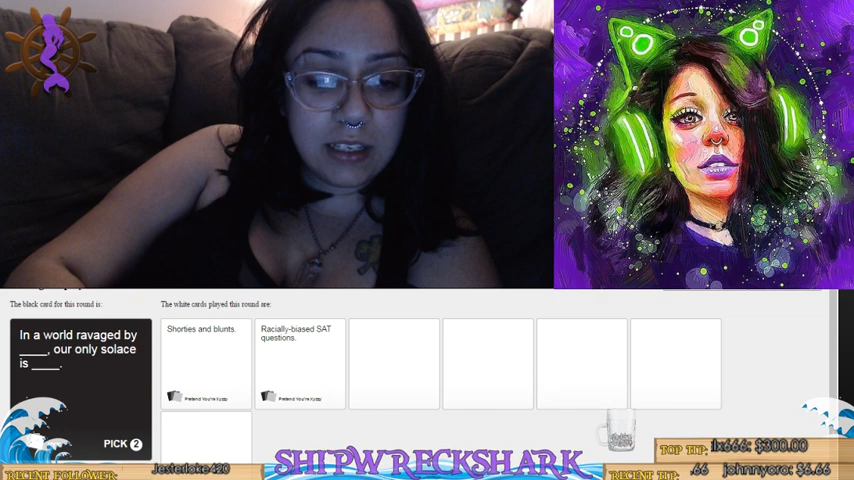 The black card for this round is:
The white cards played this round are:
In a world ravaged by
____, our only solace
is ____.
PICK 2
Shorties and blunts.
Pretend You're Xyzzy
Racially-biased SAT
questions.
Pretend You're Xyzzy
SHIPWRECKSHARK
TOP TIP: lx666: $300.00
RECENT FOLLOWER: Jesterloke420
RECENT TIP: .66 johnnyoro: $6.66